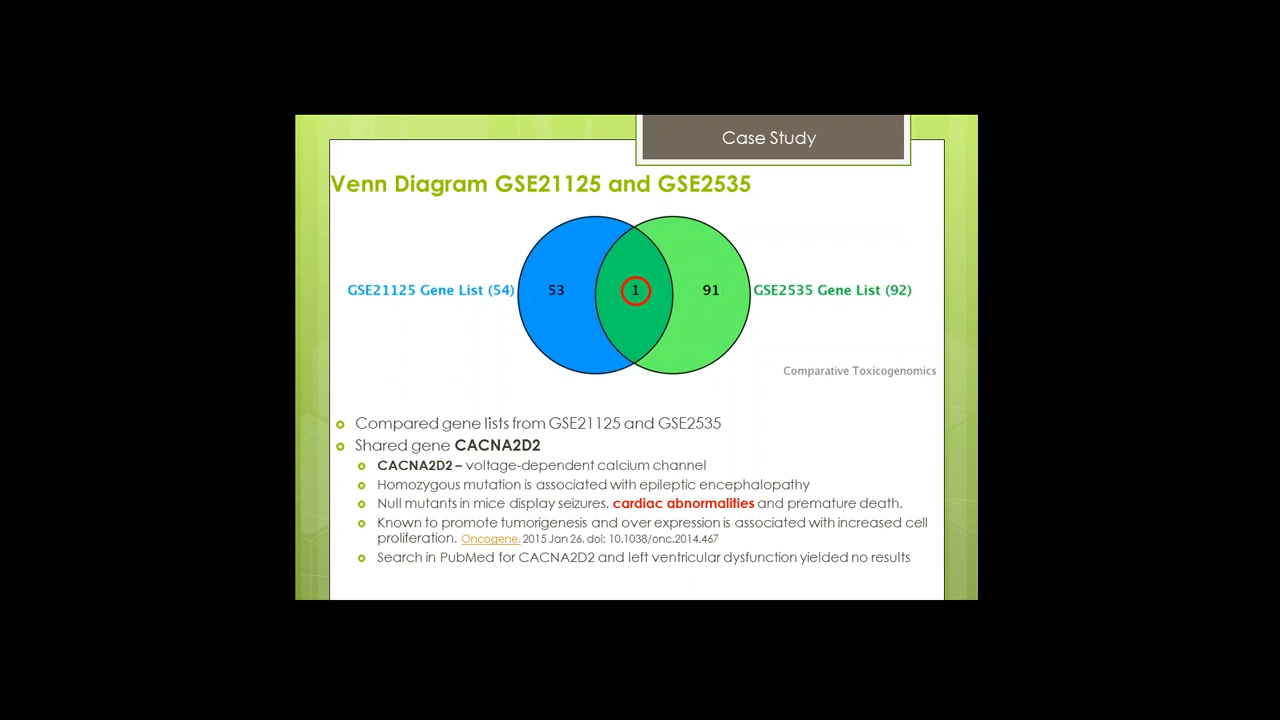 Case Study
Venn Diagram GSE21125 and GSE2535
GSE21125 Gene List (54)
53
1
91
GSE2535 Gene List (92)
Comparative Toxicogenomics
Compared gene lists from GSE21125 and GSE2535
Shared gene CACNA2D2
CACNA2D2 – voltage-dependent calcium channel
Homozygous mutation is associated with epileptic encephalopathy
Null mutants in mice display seizures, cardiac abnormalities and premature death.
Known to promote tumorigenesis and over expression is associated with increased cell
proliferation. Oncogene. 2015 Jan 26. doi: 10.1038/onc.2014.467
Search in PubMed for CACNA2D2 and left ventricular dysfunction yielded no results